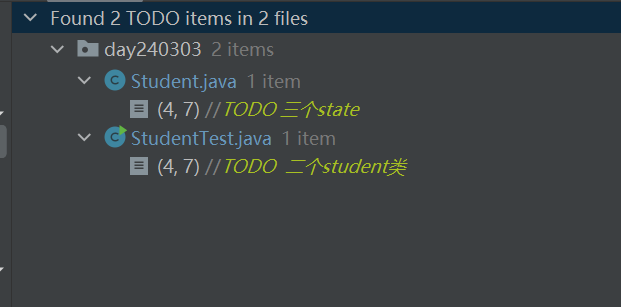 Found 2 TODO items in 2 files
day240303 2 items
Student.java 1 item
(4, 7) //TODO 三个state
StudentTest.java 1 item
(4, 7) //TODO 二个student类